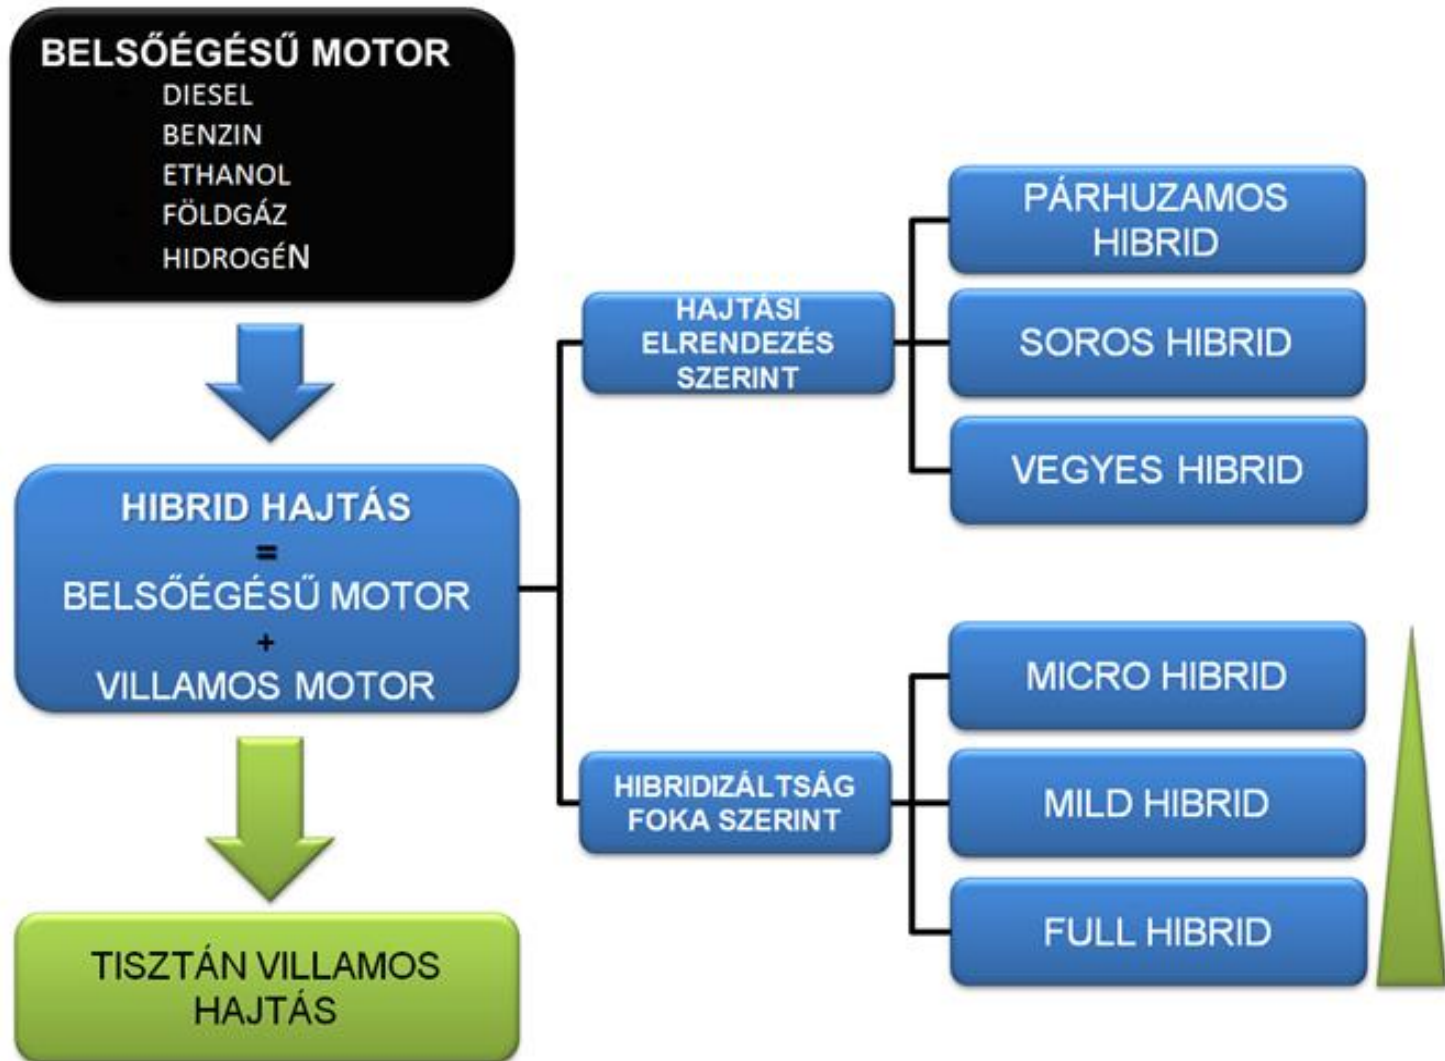 BELSŐÉGÉSŰ MOTOR
DIESEL
BENZIN
ETHANOL
FÖLDGÁZ
HIDROGÉN
HIBRID HAJTÁS
=
BELSŐÉGÉSŰ MOTOR
+
VILLAMOS MOTOR
TISZTÁN VILLAMOS
HAJTÁS
HAJTÁSI
ELRENDEZÉS
SZERINT
PÁRHUZAMOS
HIBRID
SOROS HIBRID
VEGYES HIBRID
HIBRIDIZÁLTSÁG
FOKA SZERINT
MICRO HIBRID
MILD HIBRID
FULL HIBRID